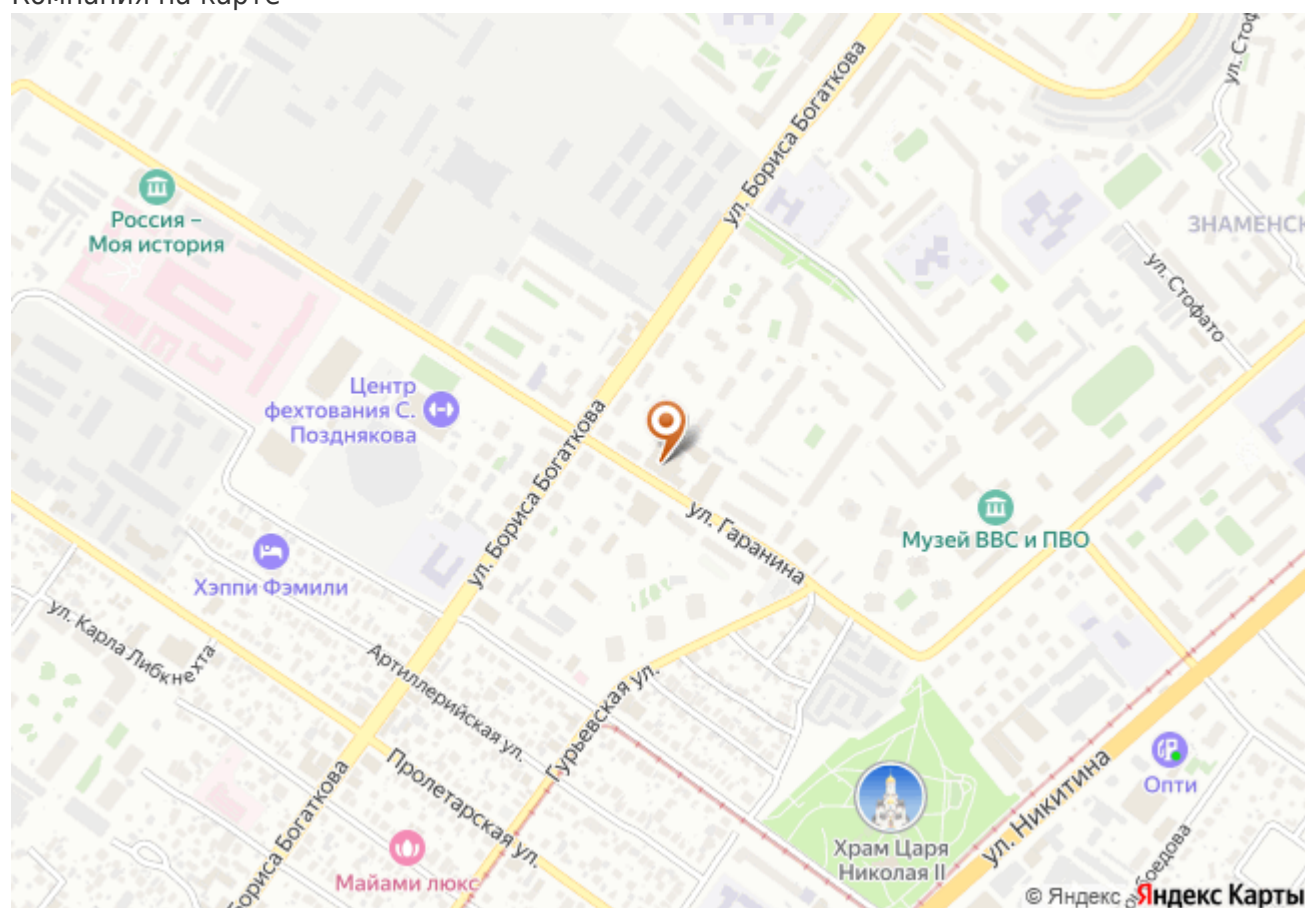 Компания на карте
ул. Стоф
ул. Бориса Богаткова
Россия –
Моя история
ЗНАМЕНСК
ул. Стофато
Центр
фехтования С.
Позднякова
ул. Бориса Богаткова
ул. Гаранина
Музей ВВС и ПВО
Хэппи Фэмили
ул. Карла Либкнехта
Артиллерийская ул.
Гурьевская ул.
Пролетарская ул.
Бориса Богаткова
ул. Никитина
Опти
Храм Царя
Николая II
Майами люкс
боедова
© Яндекс Яндекс Карты